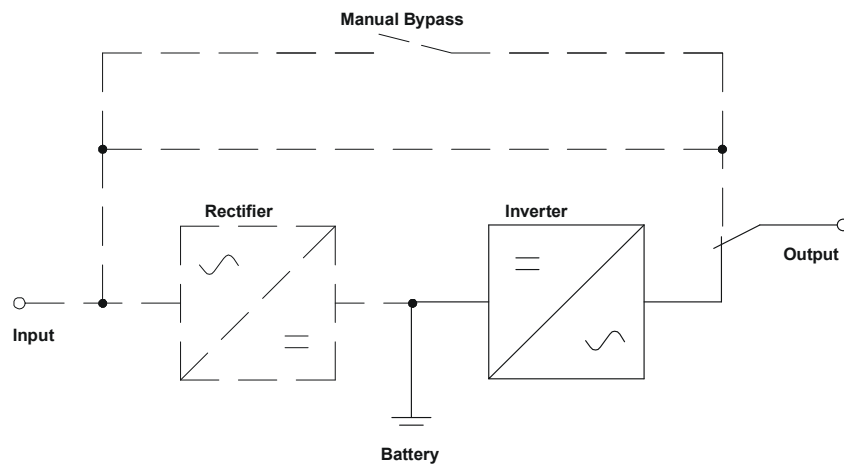 Manual Bypass
Rectifier
Inverter
Output
Input
Battery